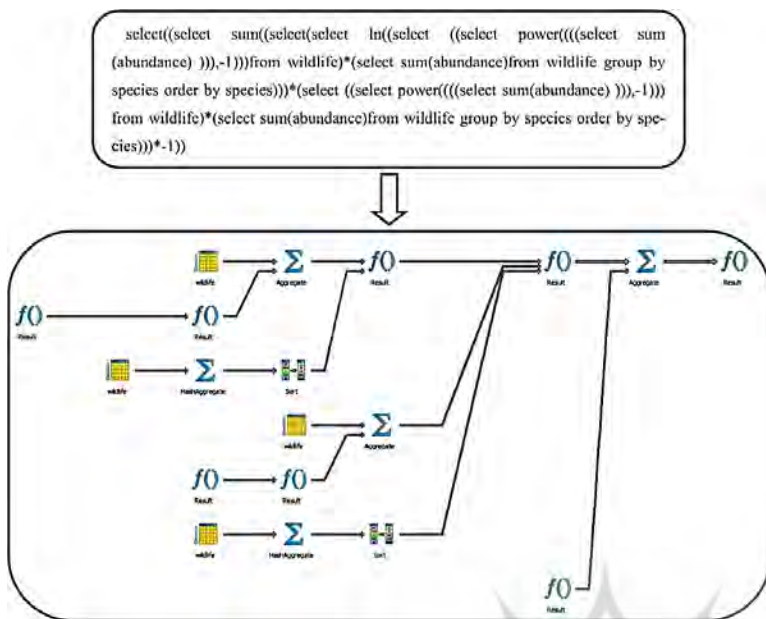 select((select sum((select(select ln((select ((select power((((select sum
(abundance) ))),-1)))from wildlife)*(select sum(abundance)from wildlife group by
species order by species)))*(select ((select power((((select sum(abundance) ))),-1)))
from wildlife)*(select sum(abundance)from wildlife group by species order by spe-
cies)))*-1))
wildlife
Σ
Aggregate
f()
Result
f()
Result
Σ
Aggregate
f()
Result
f()
Result
f()
Result
wildlife
Σ
HashAggregate
Sort
wildlife
Σ
Aggregate
f()
Result
f()
Result
wildlife
Σ
HashAggregate
Sort
f()
Result